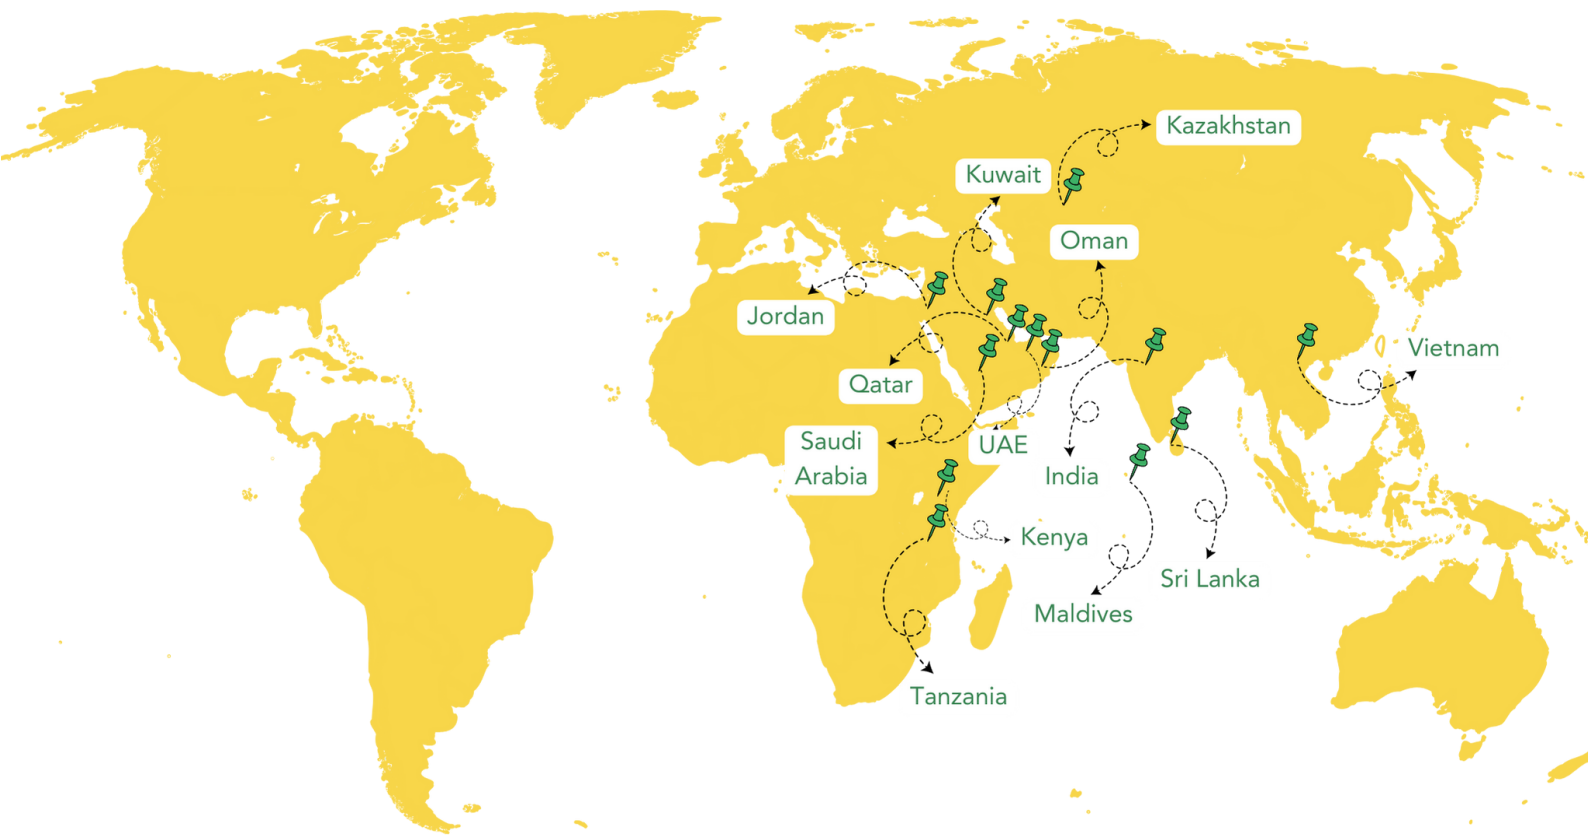 Kazakhstan
Kuwait
Oman
Jordan
Vietnam
Qatar
Saudi
Arabia
UAE
India
Kenya
Sri Lanka
Maldives
Tanzania